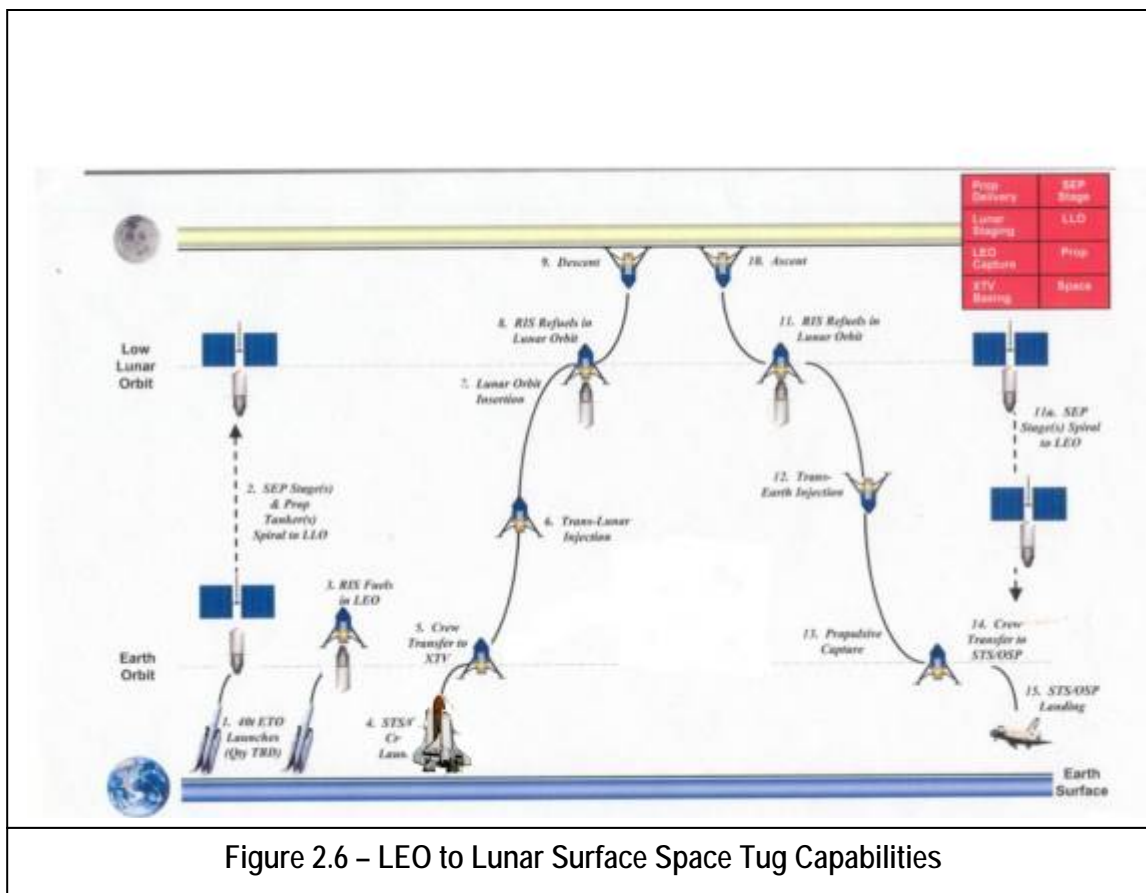 Prop
Delivery
SEP
Stage
Lunar
Staging
LLO
LEO
Capture
Prop
XTV
Basing
Space
9. Descent
10. Ascent
8. RIS Refuels in
Lunar Orbit
11. RIS Refuels in
Lunar Orbit
Low
Lunar
Orbit
7. Lunar Orbit
Insertion
11a. SEP
Stage(s) Spiral
to LEO
2. SEP Stage(s)
& Prop
Tanker(s)
Spiral to LLO
6. Trans-Lunar
Injection
12. Trans-
Earth Injection
3. RIS Fuels
in LEO
5. Crew
Transfer to
XTV
13. Propulsive
Capture
14. Crew
Transfer to
STS/OSP
Earth
Orbit
1. 40t ETO
Launches
(Qty TBD)
4. STS/
Cr
Laun
15. STS/OSP
Landing
Earth
Surface
Figure 2.6 – LEO to Lunar Surface Space Tug Capabilities